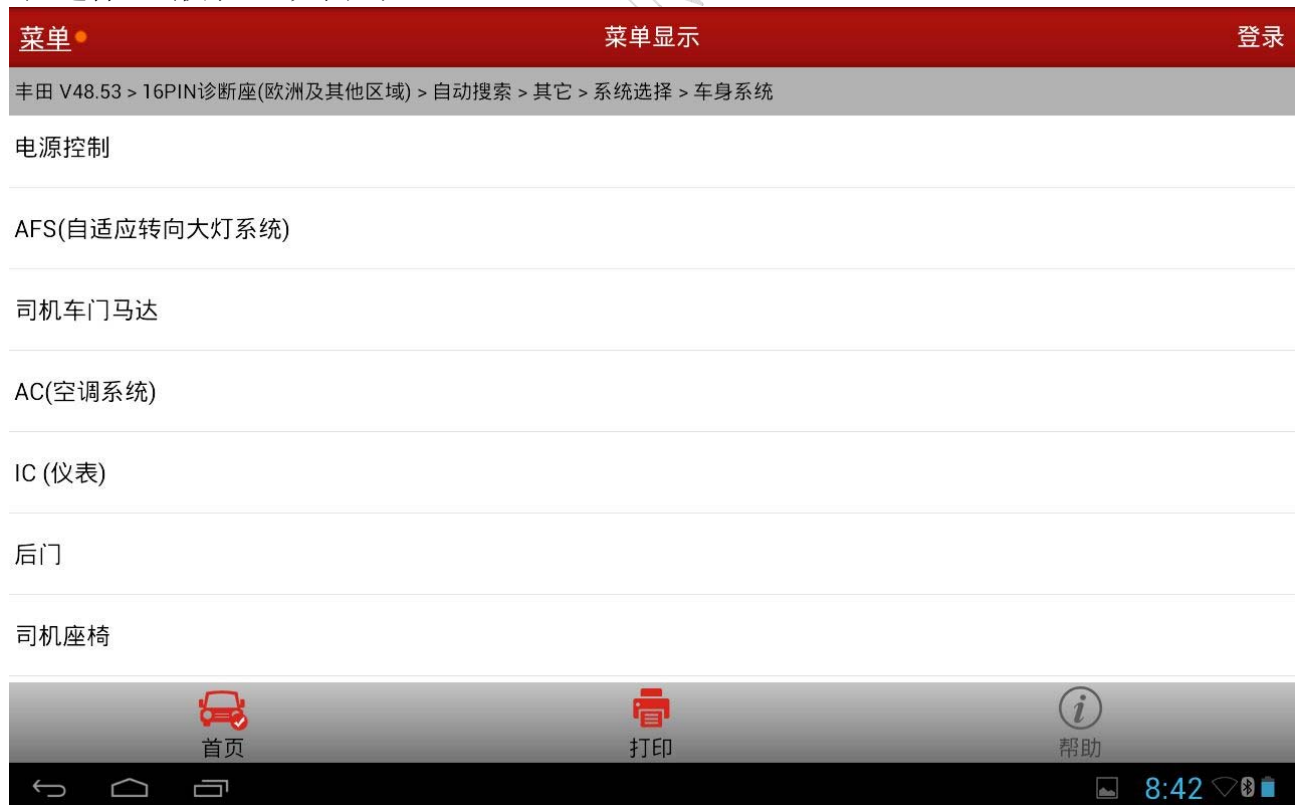 菜单
菜单显示
登录
丰田 V48.53 > 16PIN诊断座(欧洲及其他区域) > 自动搜索 > 其它 > 系统选择 > 车身系统
电源控制
AFS(自适应转向大灯系统)
司机车门马达
AC(空调系统)
IC (仪表)
后门
司机座椅
首页
打印
帮助
8:42